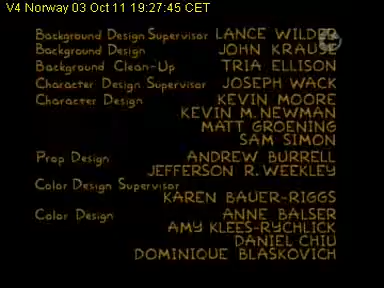 V4 Norway 03 Oct 11 19:27:45 CET
Background Design Supervisor LANCE WILDER
Background Design JOHN KRAUSE
Background Clean-Up TRIA ELLISON
Character Design Supervisor JOSEPH WACK
Character Design KEVIN MOORE
KEVIN M. NEWMAN
MATT GROENING
SAM SIMON
Prop Design ANDREW BURRELL
JEFFERSON R. WEEKLEY
Color Design Supervisor
KAREN BAUER-RIGGS
Color Design ANNE BALSER
AMY KLEES-RYCHLICK
DANIEL CHIU
DOMINIQUE BLASKOVICH